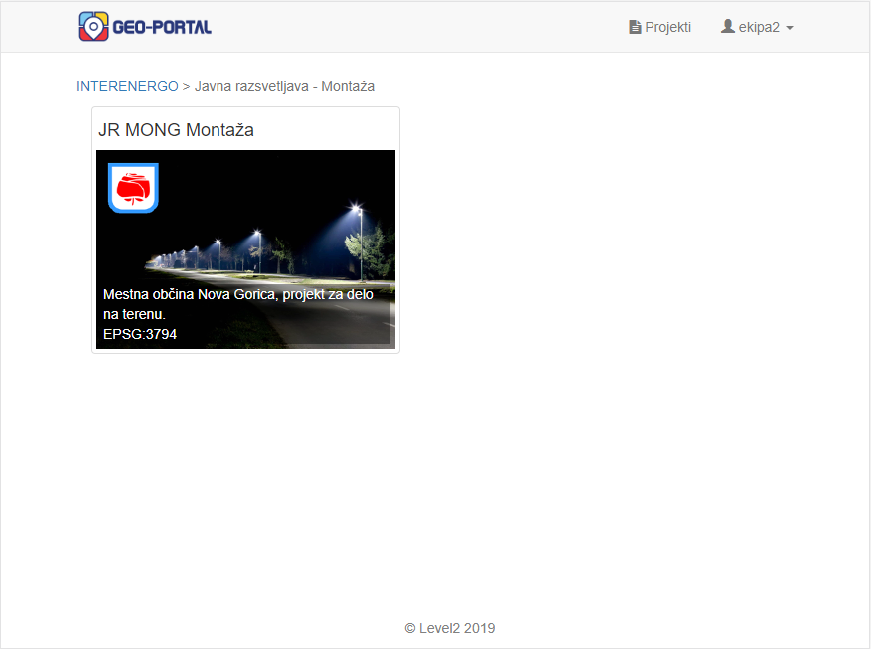 GEO-PORTAL
Projekti
ekipa2
INTERENERGO > Javna razsvetljava - Montaža
JR MONG Montaža
Mestna občina Nova Gorica, projekt za delo
na terenu.
EPSG:3794
© Level2 2019